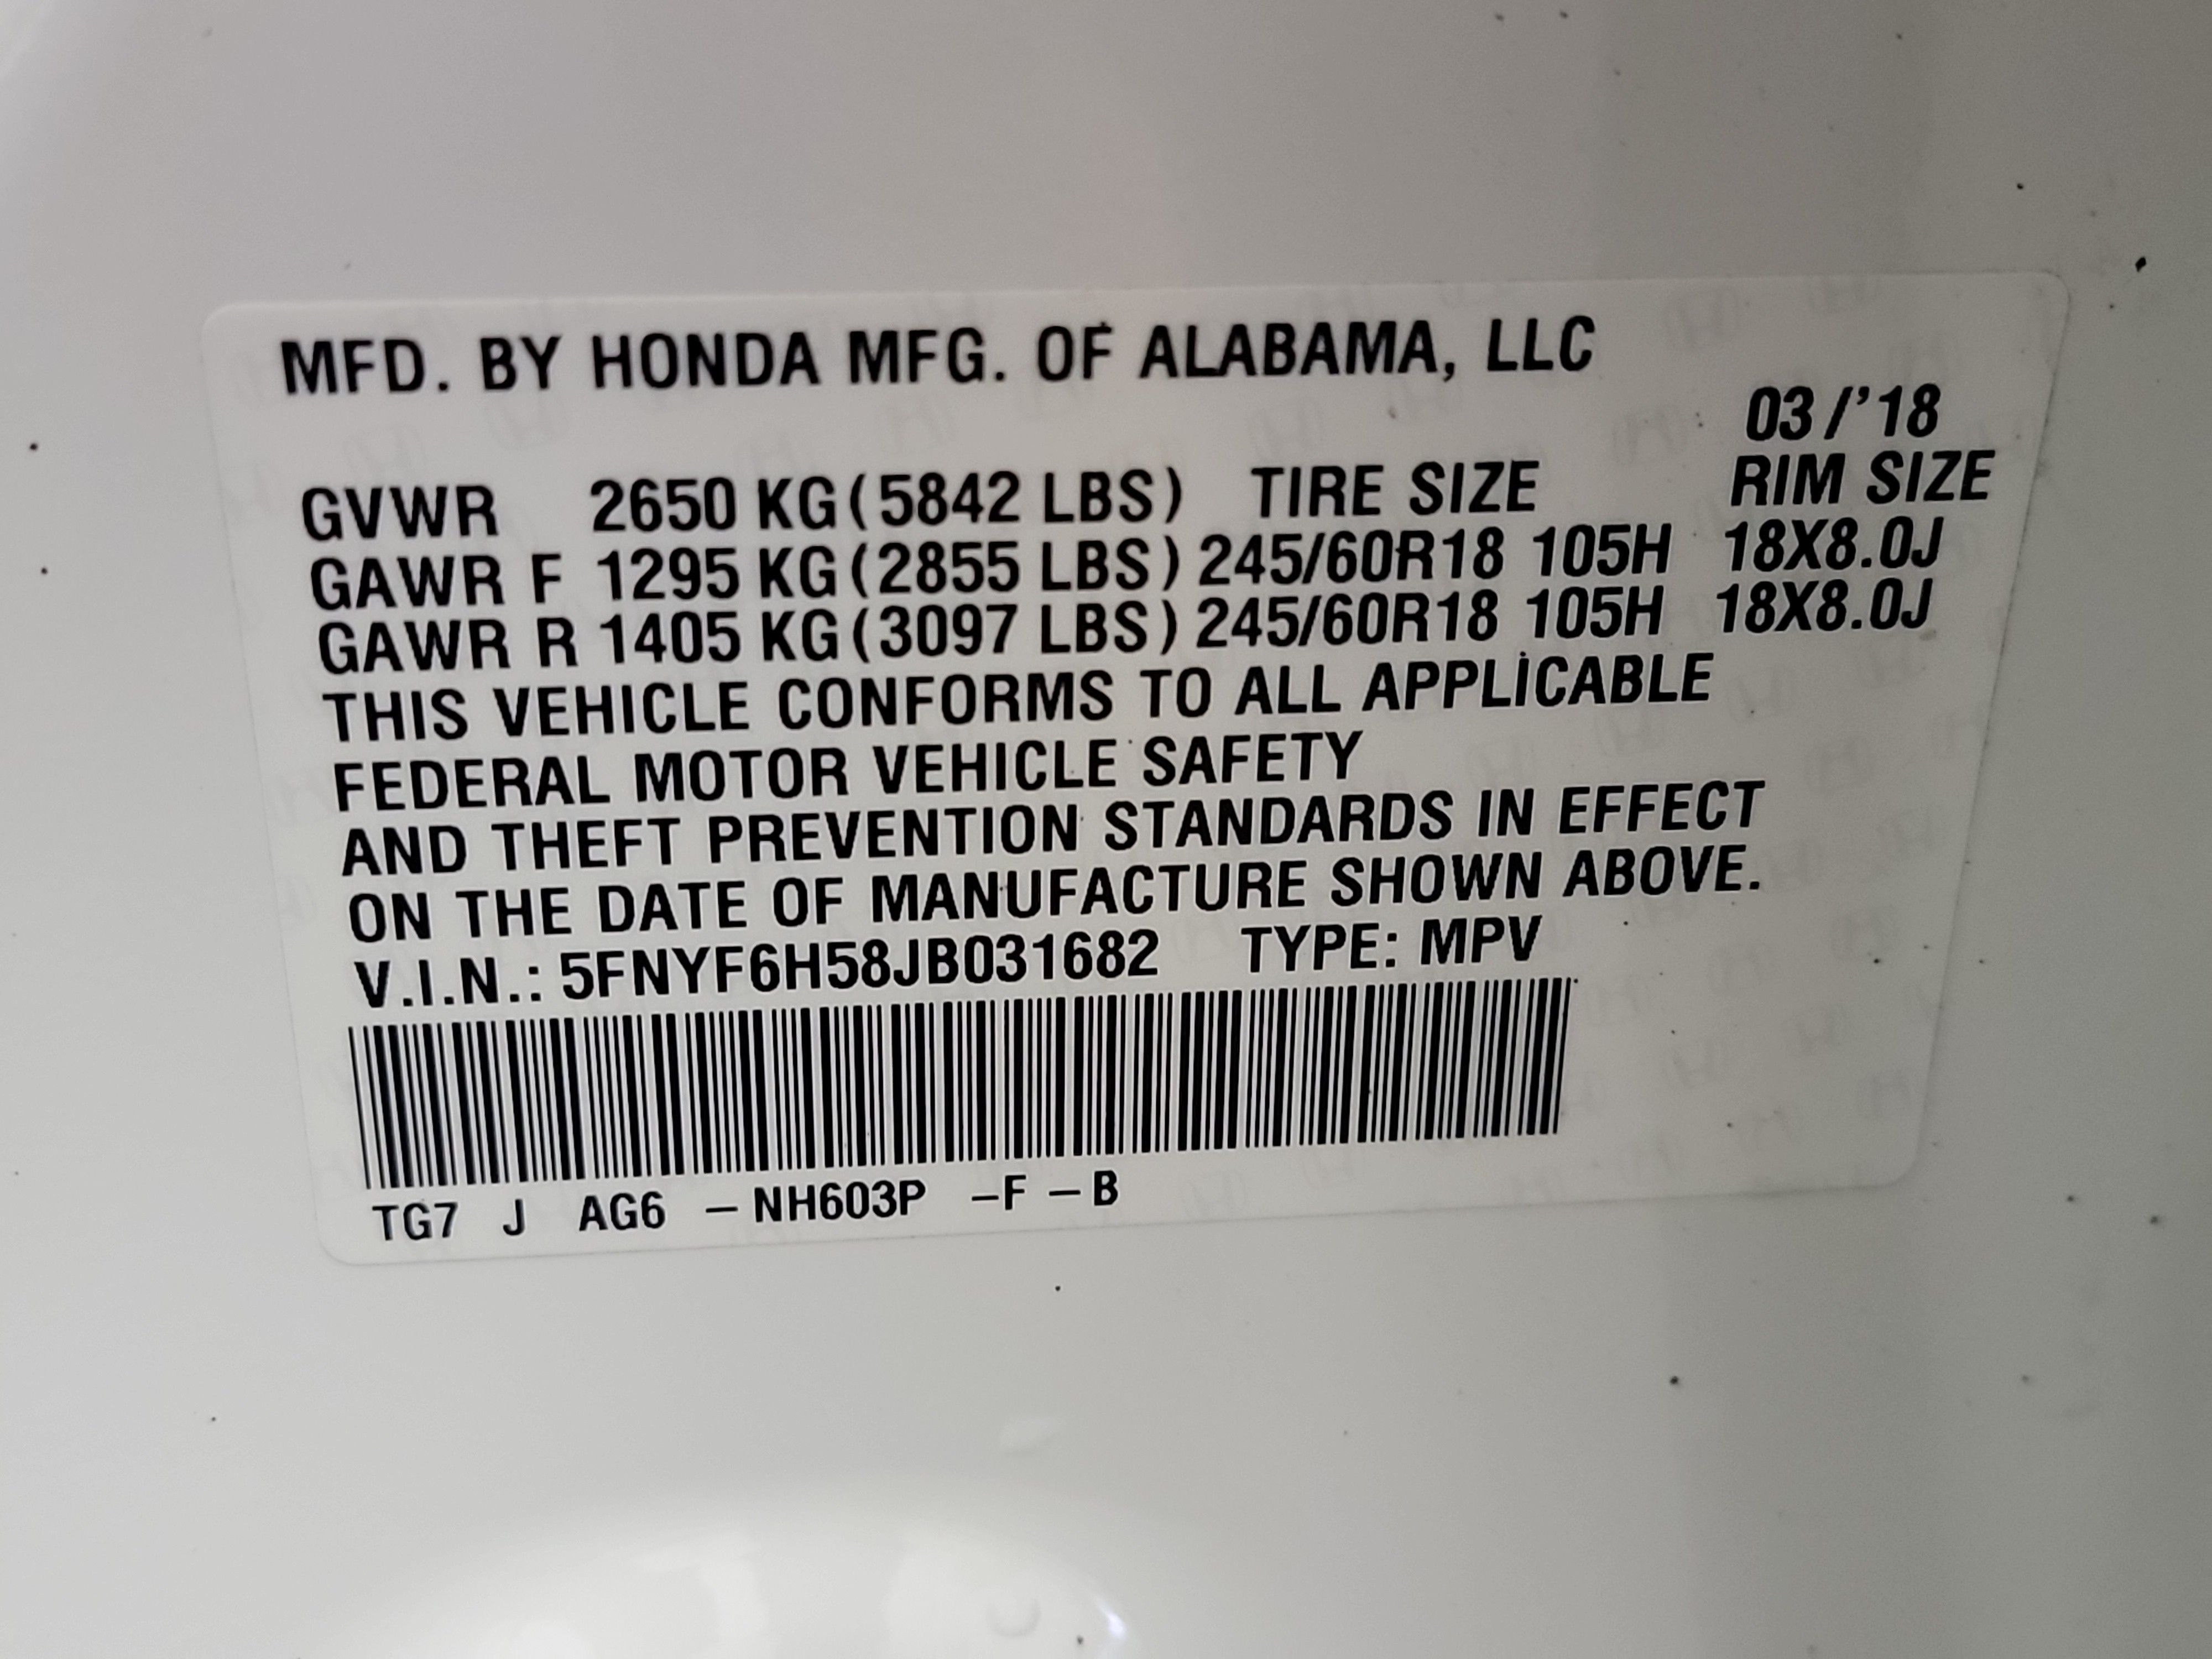 MFD. BY HONDA MFG. OF ALABAMA, LLC
03/'18
GVWR 2650 KG (5842 LBS) TIRE SIZE RIM SIZE
GAWR F 1295 KG (2855 LBS) 245/60R18 105H 18X8.0J
GAWR R 1405 KG (3097 LBS) 245/60R18 105H 18X8.0J
THIS VEHICLE CONFORMS TO ALL APPLICABLE
FEDERAL MOTOR VEHICLE SAFETY
AND THEFT PREVENTION STANDARDS IN EFFECT
ON THE DATE OF MANUFACTURE SHOWN ABOVE.
V.I.N.: 5FNYF6H58JB031682 TYPE: MPV
TG7 J AG6 – NH603P –F – B